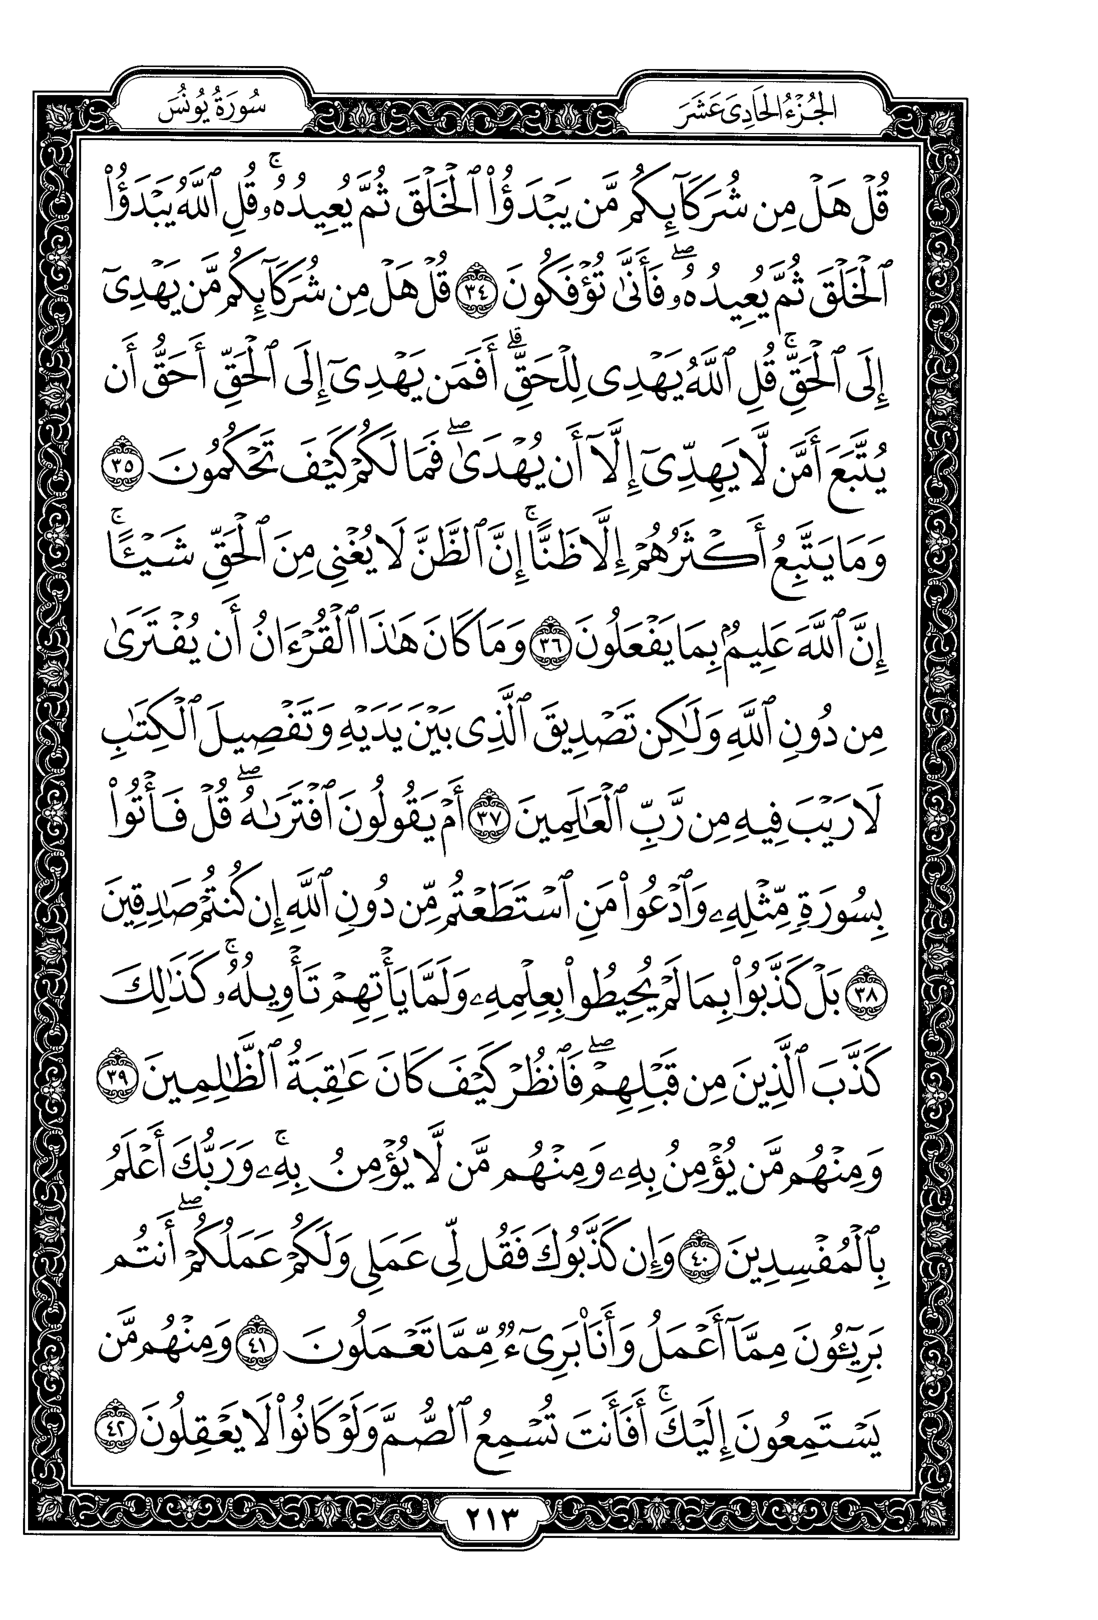 الجُزْءُ الحَادِى عَشَرَ
سُورَةُ يُونُسَ
قُلْ هَلْ مِن شُرَكَآئِكُم مَّن يَبْدَؤُا۟ ٱلْخَلْقَ ثُمَّ يُعِيدُهُۥ ۚ قُلِ ٱللَّهُ يَبْدَؤُا۟
ٱلْخَلْقَ ثُمَّ يُعِيدُهُۥ ۖ فَأَنَّىٰ تُؤْفَكُونَ ٣٤ قُلْ هَلْ مِن شُرَكَآئِكُم مَّن يَهْدِىٓ
إِلَى ٱلْحَقِّ ۚ قُلِ ٱللَّهُ يَهْدِى لِلْحَقِّ ۗ أَفَمَن يَهْدِىٓ إِلَى ٱلْحَقِّ أَحَقُّ أَن
يُتَّبَعَ أَمَّن لَّا يَهِدِّىٓ إِلَّآ أَن يُهْدَىٰ ۖ فَمَا لَكُمْ كَيْفَ تَحْكُمُونَ ٣٥
وَمَا يَتَّبِعُ أَكْثَرُهُمْ إِلَّا ظَنًّا ۚ إِنَّ ٱلظَّنَّ لَا يُغْنِى مِنَ ٱلْحَقِّ شَيْـًٔا ۚ
إِنَّ ٱللَّهَ عَلِيمٌۢ بِمَا يَفْعَلُونَ ٣٦ وَمَا كَانَ هَـٰذَا ٱلْقُرْءَانُ أَن يُفْتَرَىٰ
مِن دُونِ ٱللَّهِ وَلَـٰكِن تَصْدِيقَ ٱلَّذِى بَيْنَ يَدَيْهِ وَتَفْصِيلَ ٱلْكِتَـٰبِ
لَا رَيْبَ فِيهِ مِن رَّبِّ ٱلْعَـٰلَمِينَ ٣٧ أَمْ يَقُولُونَ ٱفْتَرَىٰهُ ۖ قُلْ فَأْتُوا۟
بِسُورَةٍ مِّثْلِهِۦ وَٱدْعُوا۟ مَنِ ٱسْتَطَعْتُم مِّن دُونِ ٱللَّهِ إِن كُنتُمْ صَـٰدِقِينَ
٣٨ بَلْ كَذَّبُوا۟ بِمَا لَمْ يُحِيطُوا۟ بِعِلْمِهِۦ وَلَمَّا يَأْتِهِمْ تَأْوِيلُهُۥ ۚ كَذَٰلِكَ
كَذَّبَ ٱلَّذِينَ مِن قَبْلِهِمْ ۖ فَٱنظُرْ كَيْفَ كَانَ عَـٰقِبَةُ ٱلظَّـٰلِمِينَ ٣٩
وَمِنْهُم مَّن يُؤْمِنُ بِهِۦ وَمِنْهُم مَّن لَّا يُؤْمِنُ بِهِۦ ۚ وَرَبُّكَ أَعْلَمُ
بِٱلْمُفْسِدِينَ ٤٠ وَإِن كَذَّبُوكَ فَقُل لِّى عَمَلِى وَلَكُمْ عَمَلُكُمْ ۖ أَنتُم
بَرِيٓـُٔونَ مِمَّآ أَعْمَلُ وَأَنَا۠ بَرِىٓءٌ مِّمَّا تَعْمَلُونَ ٤١ وَمِنْهُم مَّن
يَسْتَمِعُونَ إِلَيْكَ ۚ أَفَأَنتَ تُسْمِعُ ٱلصُّمَّ وَلَوْ كَانُوا۟ لَا يَعْقِلُونَ ٤٢
٢١٣